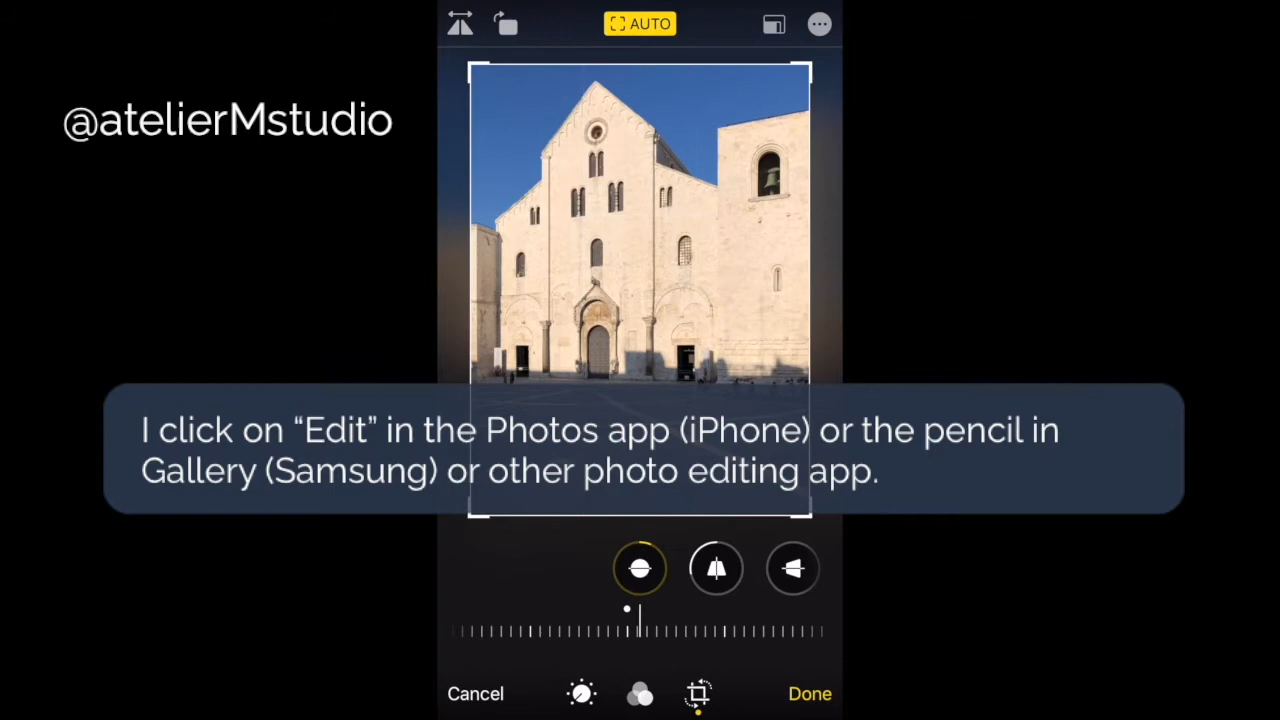 AUTO
@atelierMstudio
I click on “Edit” in the Photos app (iPhone) or the pencil in
Gallery (Samsung) or other photo editing app.
Cancel
Done